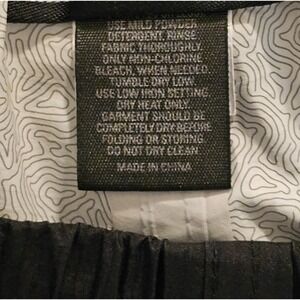 USE MILD POWDER
DETERGENT. RINSE
FABRIC THOROUGHLY.
ONLY NON-CHLORINE
BLEACH, WHEN NEEDED.
TUMBLE DRY LOW.
USE LOW IRON SETTING
DRY HEAT ONLY.
GARMENT SHOULD BE
COMPLETELY DRY BEFORE
FOLDING OR STORING.
DO NOT DRY CLEAN.
MADE IN CHINA